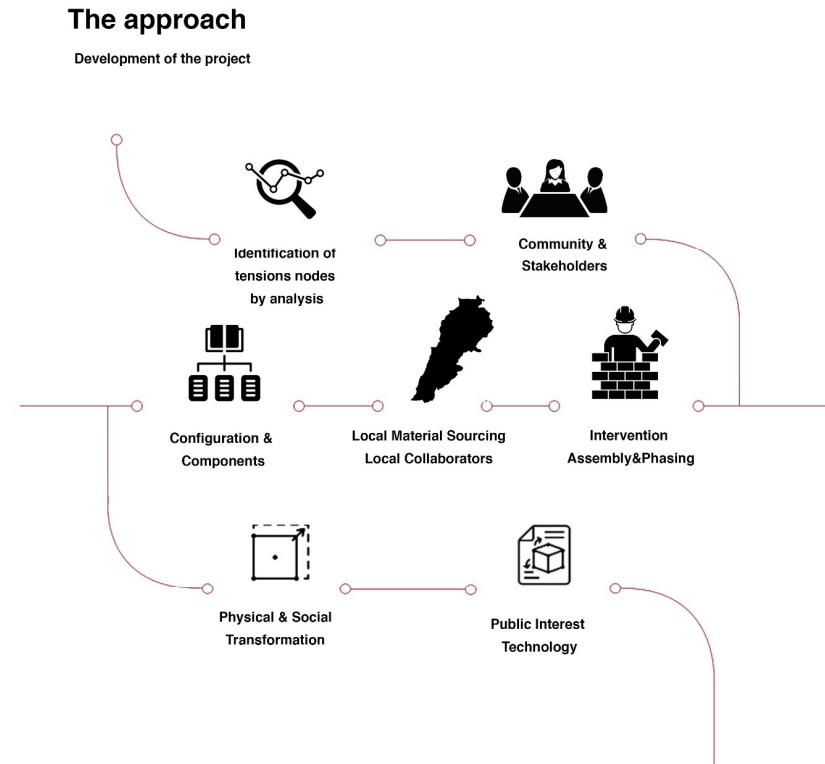 The approach
Development of the project
Identification of
tensions nodes
by analysis
Community &
Stakeholders
Configuration &
Components
Local Material Sourcing
Local Collaborators
Intervention
Assembly&Phasing
Physical & Social
Transformation
Public Interest
Technology